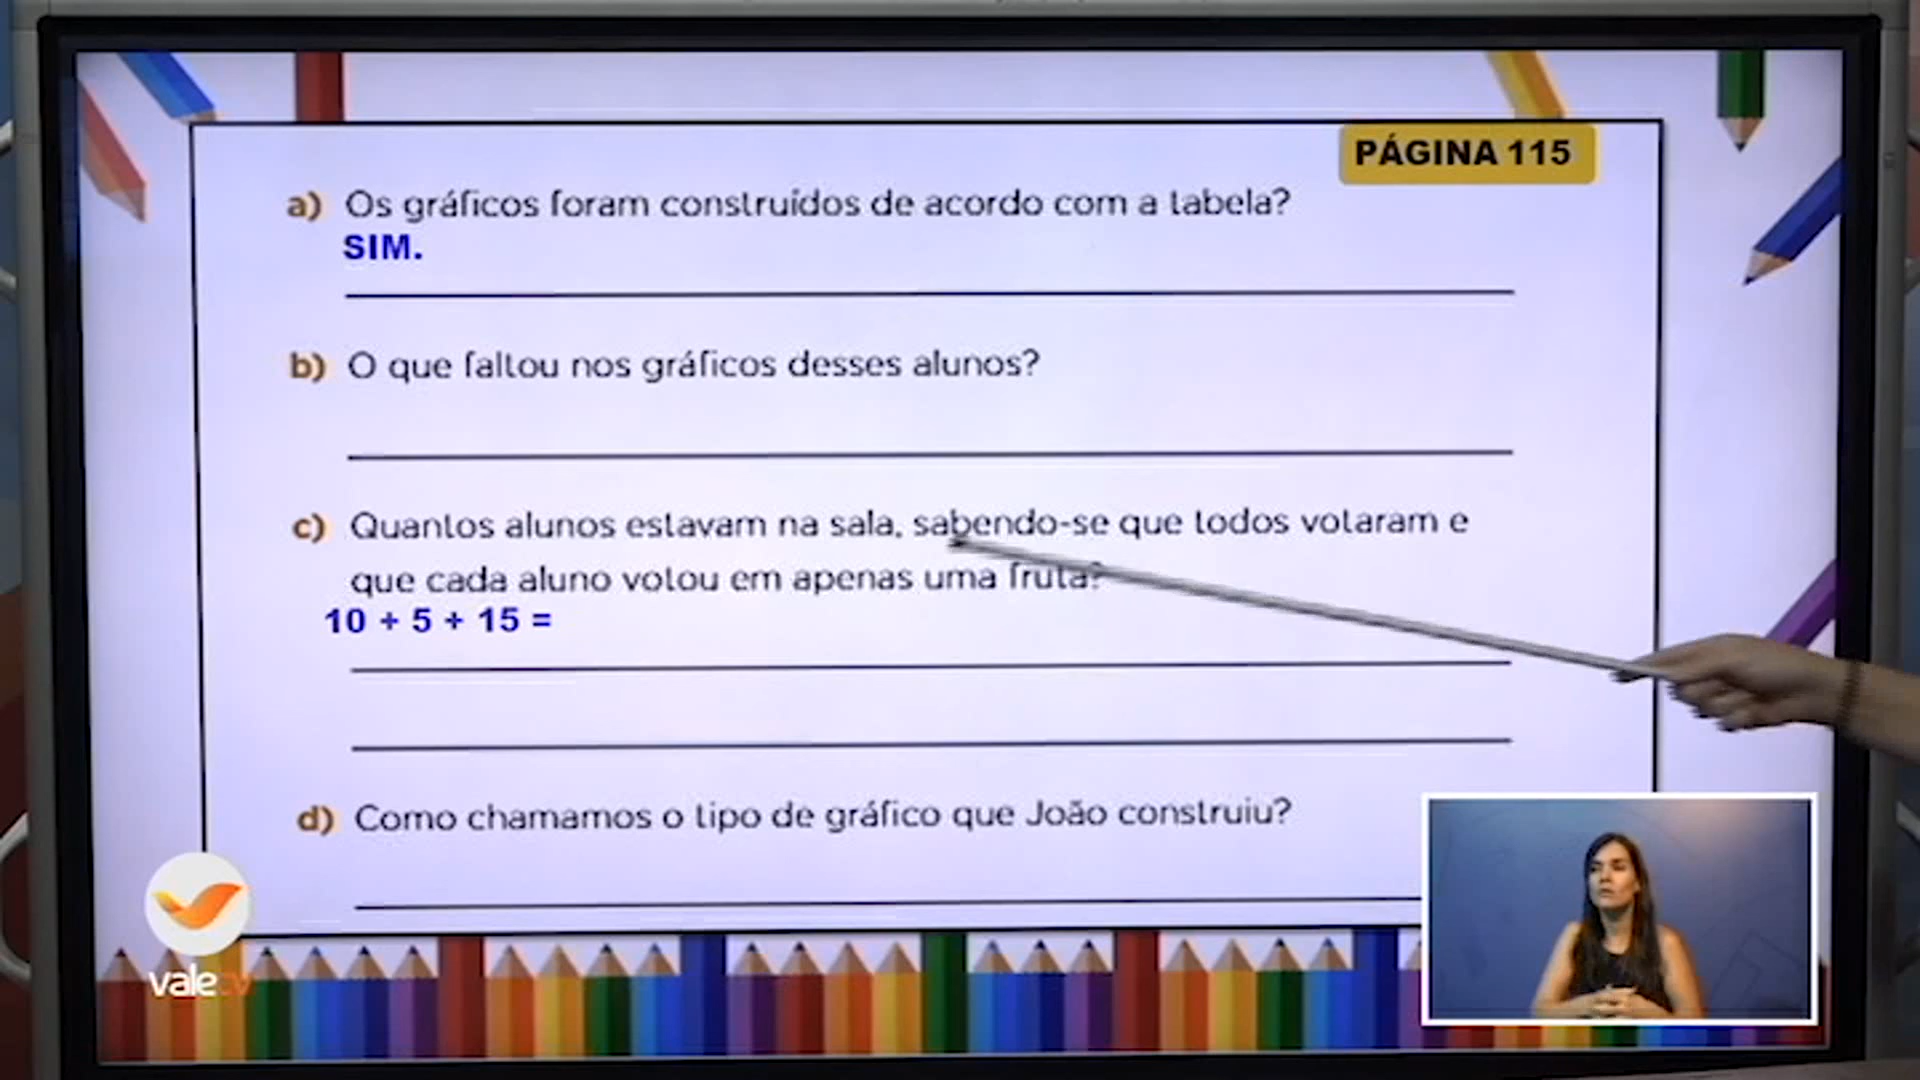 PÁGINA 115
a) Os gráficos foram construídos de acordo com a tabela?
SIM.
b) O que faltou nos gráficos desses alunos?
c) Quantos alunos estavam na sala, sabendo-se que todos votaram e
que cada aluno votou em apenas uma fruta?
10 + 5 + 15 =
d) Como chamamos o tipo de gráfico que João construiu?
vale tv